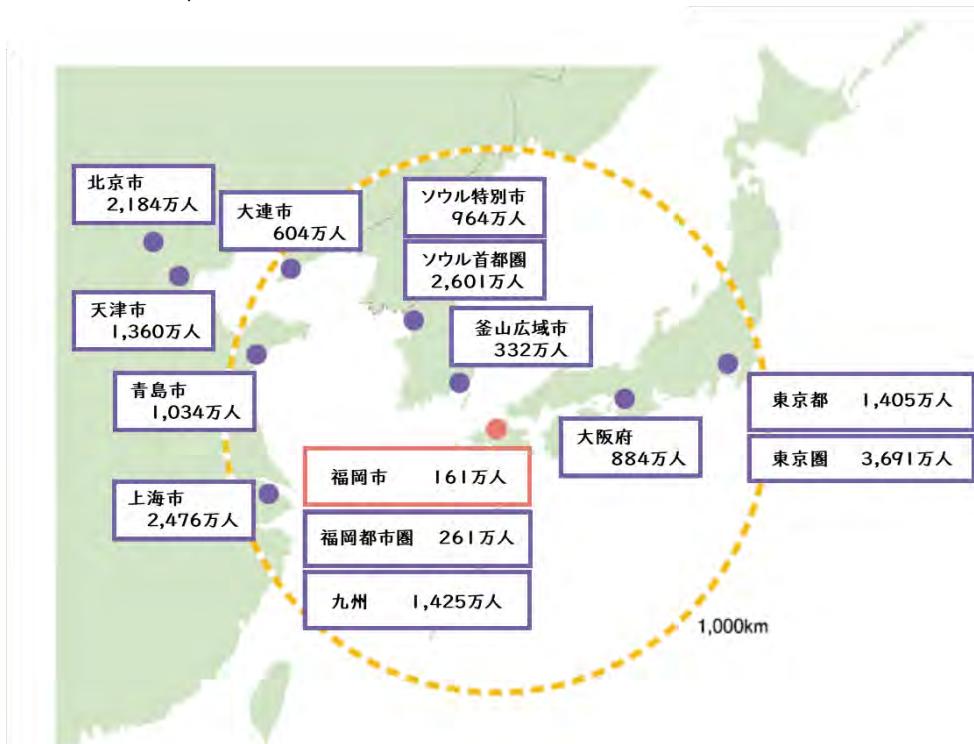 北京市
2,184万人
大連市
604万人
ソウル特別市
964万人
ソウル首都圏
2,601万人
天津市
1,360万人
釜山広域市
332万人
青島市
1,034万人
東京都 1,405万人
大阪府
884万人
東京圏 3,691万人
福岡市 161万人
上海市
2,476万人
福岡都市圏 261万人
九州 1,425万人
1,000km